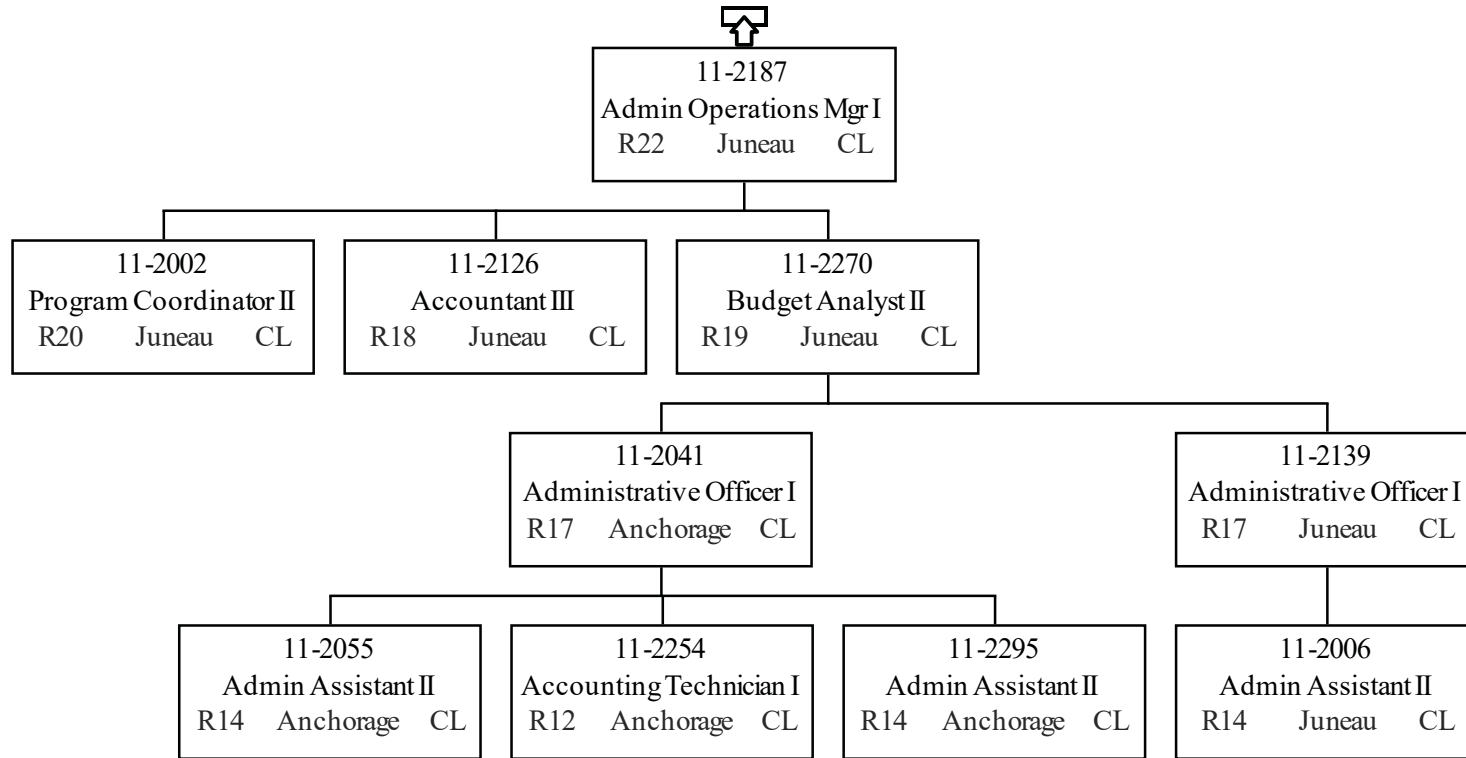 11-2187
Admin Operations Mgr I
R22 Juneau CL
11-2002
Program Coordinator II
R20 Juneau CL
11-2126
Accountant III
R18 Juneau CL
11-2270
Budget Analyst II
R19 Juneau CL
11-2041
Administrative Officer I
R17 Anchorage CL
11-2139
Administrative Officer I
R17 Juneau CL
11-2055
Admin Assistant II
R14 Anchorage CL
11-2254
Accounting Technician I
R12 Anchorage CL
11-2295
Admin Assistant II
R14 Anchorage CL
11-2006
Admin Assistant II
R14 Juneau CL